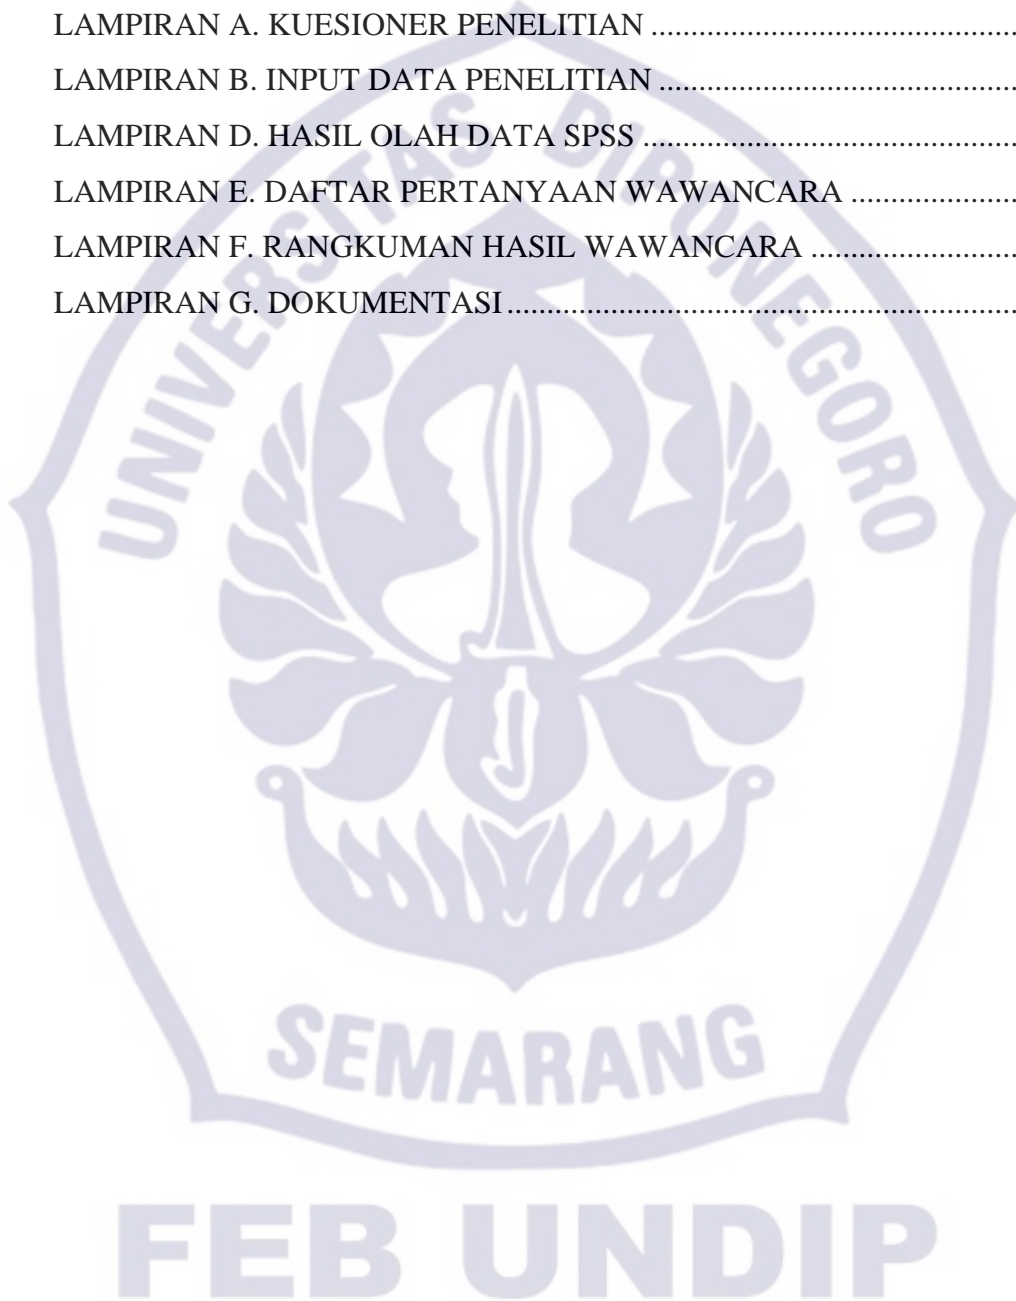 LAMPIRAN A. KUESIONER PENELITIAN ..............................................
LAMPIRAN B. INPUT DATA PENELITIAN .............................................
LAMPIRAN D. HASIL OLAH DATA SPSS ...............................................
LAMPIRAN E. DAFTAR PERTANYAAN WAWANCARA .....................
LAMPIRAN F. RANGKUMAN HASIL WAWANCARA ..........................
LAMPIRAN G. DOKUMENTASI ................................................................
UNIVERSITAS DIPONEGORO
SEMARANG
FEB UNDIP